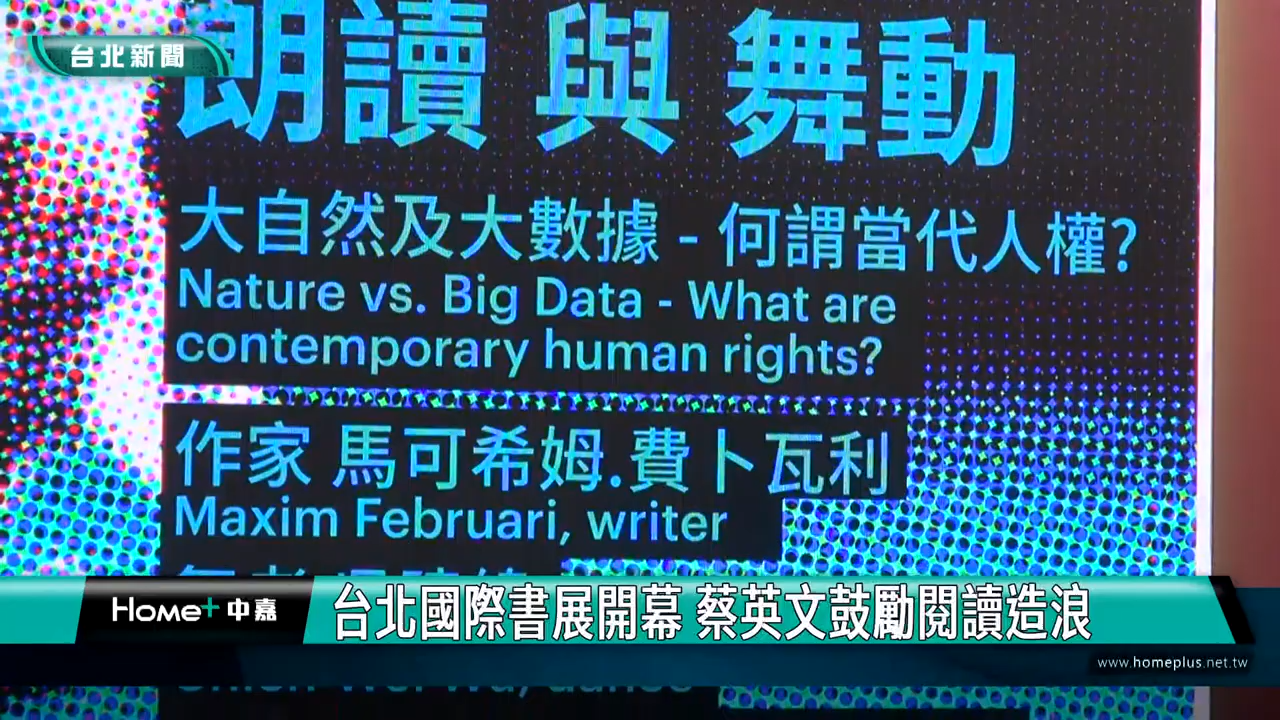 台北新聞
朗讀 與 舞動
大自然及大數據 - 何謂當代人權?
Nature vs. Big Data - What are
contemporary human rights?
作家 馬可希姆.費卜瓦利
Maxim Februari, writer
Home+ 中嘉
台北國際書展開幕 蔡英文鼓勵閱讀造浪
www.homeplus.net.tw